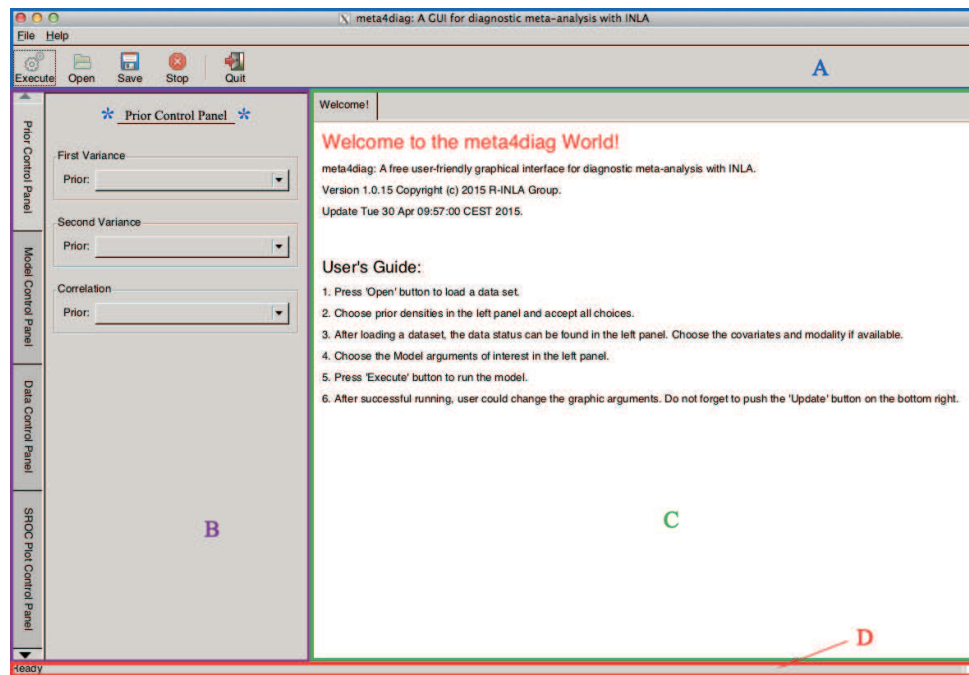 meta4diag: A GUI for diagnostic meta-analysis with INLA
File Help
Execute Open Save Stop Quit
A
Prior Control Panel
Model Control Panel
Data Control Panel
SROC Plot Control Panel
* Prior Control Panel *
First Variance
Prior:
Second Variance
Prior:
Correlation
Prior:
B
Welcome!
Welcome to the meta4diag World!
meta4diag: A free user-friendly graphical interface for diagnostic meta-analysis with INLA.
Version 1.0.15 Copyright (c) 2015 R-INLA Group.
Update Tue 30 Apr 09:57:00 CEST 2015.
User's Guide:
1. Press 'Open' button to load a data set.
2. Choose prior densities in the left panel and accept all choices.
3. After loading a dataset, the data status can be found in the left panel. Choose the covariates and modality if available.
4. Choose the Model arguments of interest in the left panel.
5. Press 'Execute' button to run the model.
6. After successful running, user could change the graphic arguments. Do not forget to push the 'Update' button on the bottom right.
C
D
Ready